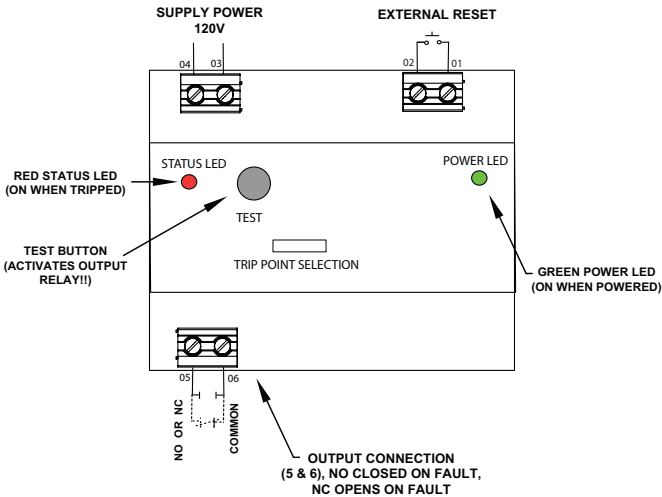 SUPPLY POWER
120V
EXTERNAL RESET
04 03
02 01
STATUS LED
POWER LED
RED STATUS LED
(ON WHEN TRIPPED)
TEST
TEST BUTTON
(ACTIVATES OUTPUT
RELAY!!)
TRIP POINT SELECTION
GREEN POWER LED
(ON WHEN POWERED)
05 06
NO OR NC
COMMON
OUTPUT CONNECTION
(5 & 6), NO CLOSED ON FAULT,
NC OPENS ON FAULT